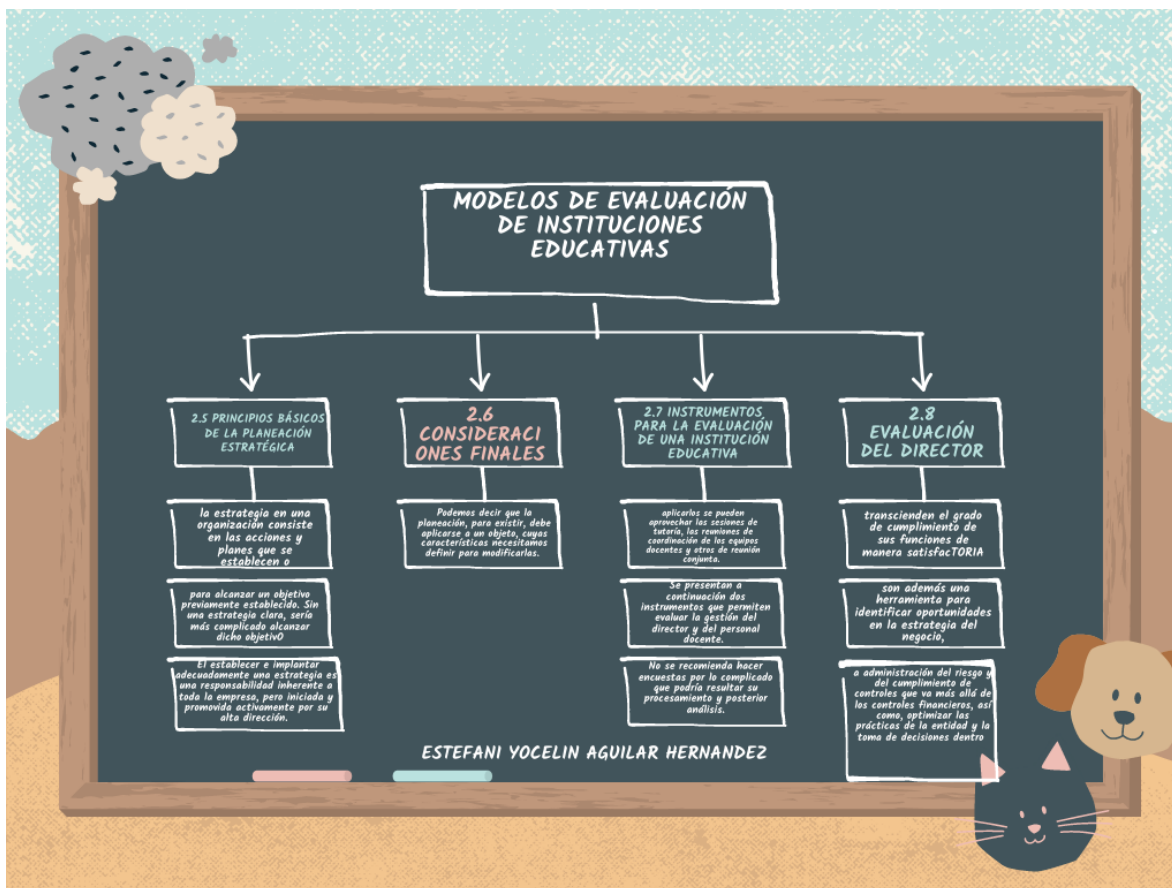 MODELOS DE EVALUACIÓN
DE INSTITUCIONES
EDUCATIVAS
2.5 PRINCIPIOS BÁSICOS
DE LA PLANEACIÓN
ESTRATÉGICA
la estrategia en una
organización consiste
en las acciones y
planes que se
establecen o
para alcanzar un objetivo
previamente establecido. Sin
una estrategia clara, sería
más complicado alcanzar
dicho objetivO
El establecer e implantar
adecuadamente una estrategia es
una responsabilidad inherente a
toda la empresa, pero iniciada y
promovida activamente por su
alta dirección.
2.6
CONSIDERACI
ONES FINALES
Podemos decir que la
planeación, para existir, debe
aplicarse a un objeto, cuyas
características necesitamos
definir para modificarlas.
2.7 INSTRUMENTOS
PARA LA EVALUACIÓN
DE UNA INSTITUCIÓN
EDUCATIVA
aplicarlos se pueden
aprovechar las sesiones de
tutoría, las reuniones de
coordinación de los equipos
docentes y otros de reunión
conjunta.
Se presentan a
continuación dos
instrumentos que permiten
evaluar la gestión del
director y del personal
docente.
No se recomienda hacer
encuestas por lo complicado
que podría resultar su
procesamiento y posterior
análisis.
2.8
EVALUACIÓN
DEL DIRECTOR
transcienden el grado
de cumplimiento de
sus funciones de
manera satisfacTORIA
son además una
herramienta para
identificar oportunidades
en la estrategia del
negocio,
a administración del riesgo y
del cumplimiento de
controles que va más allá de
los controles financieros, así
como, optimizar las
prácticas de la entidad y la
toma de decisiones dentro
ESTEFANI YOCELIN AGUILAR HERNANDEZ